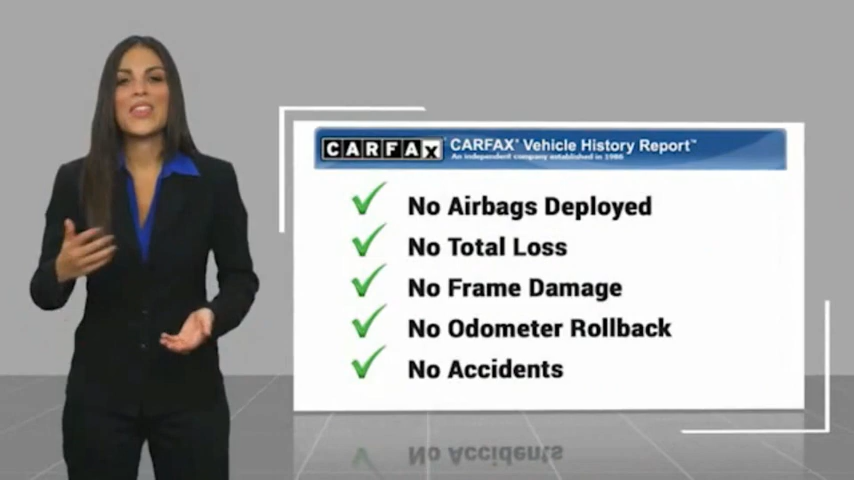 CARFAX CARFAX® Vehicle History Report™
An independent company established in 1986
No Airbags Deployed
No Total Loss
No Frame Damage
No Odometer Rollback
No Accidents
No Accidents